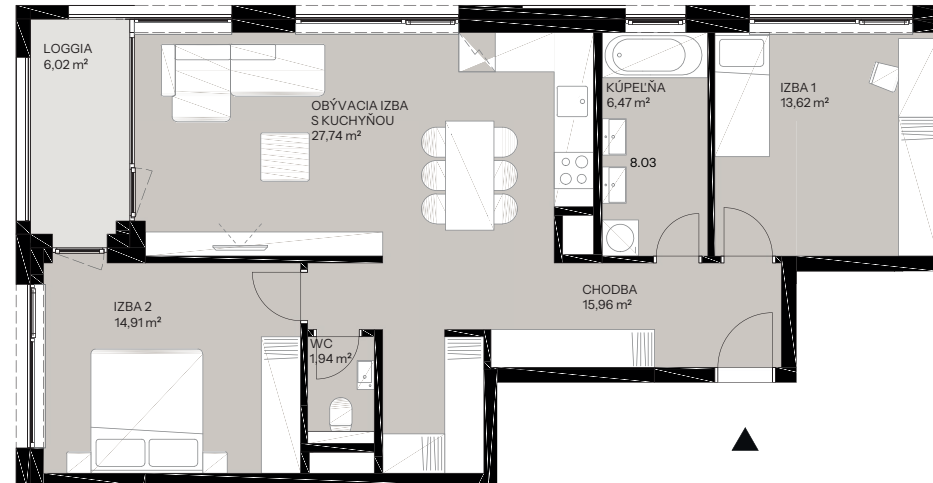 LOGGIA
6,02 m²
OBÝVACIA IZBA
S KUCHYŇOU
27,74 m²
KÚPEĽŇA
6,47 m²
8.03
IZBA 1
13,62 m²
IZBA 2
14,91 m²
WC
1,94 m²
CHODBA
15,96 m²